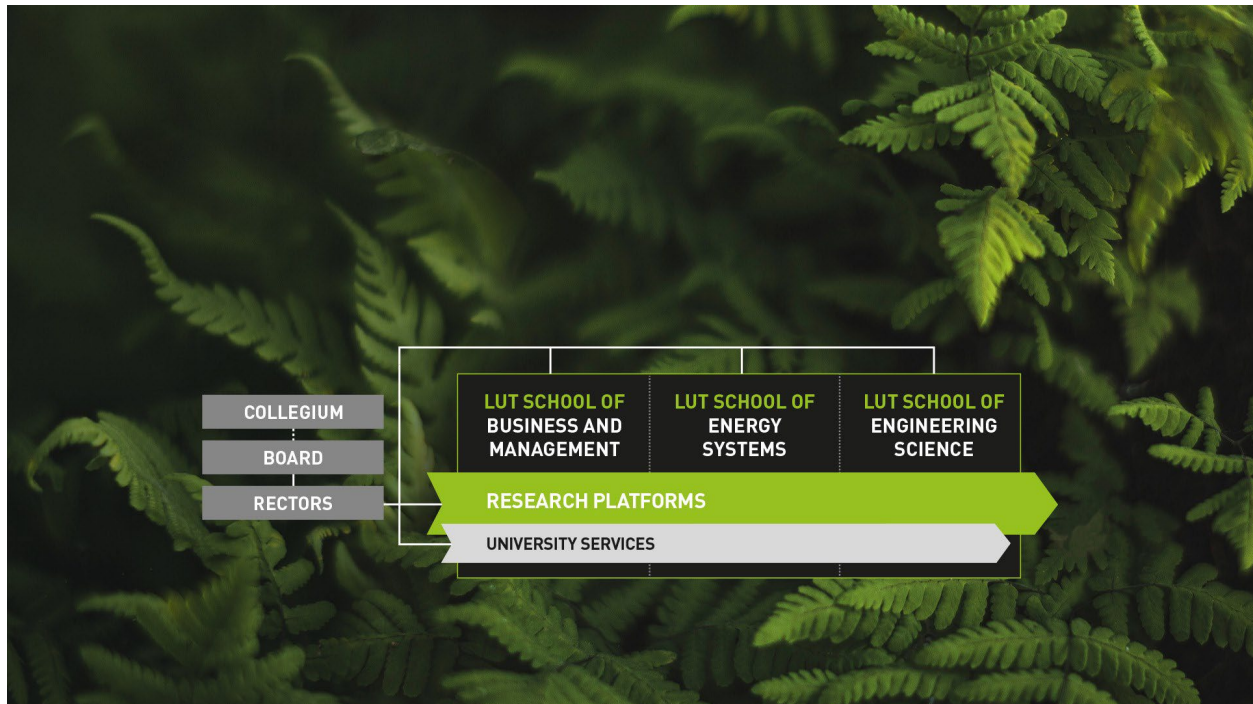 COLLEGIUM
BOARD
RECTORS
LUT SCHOOL OF
BUSINESS AND
MANAGEMENT
LUT SCHOOL OF
ENERGY
SYSTEMS
LUT SCHOOL OF
ENGINEERING
SCIENCE
RESEARCH PLATFORMS
UNIVERSITY SERVICES